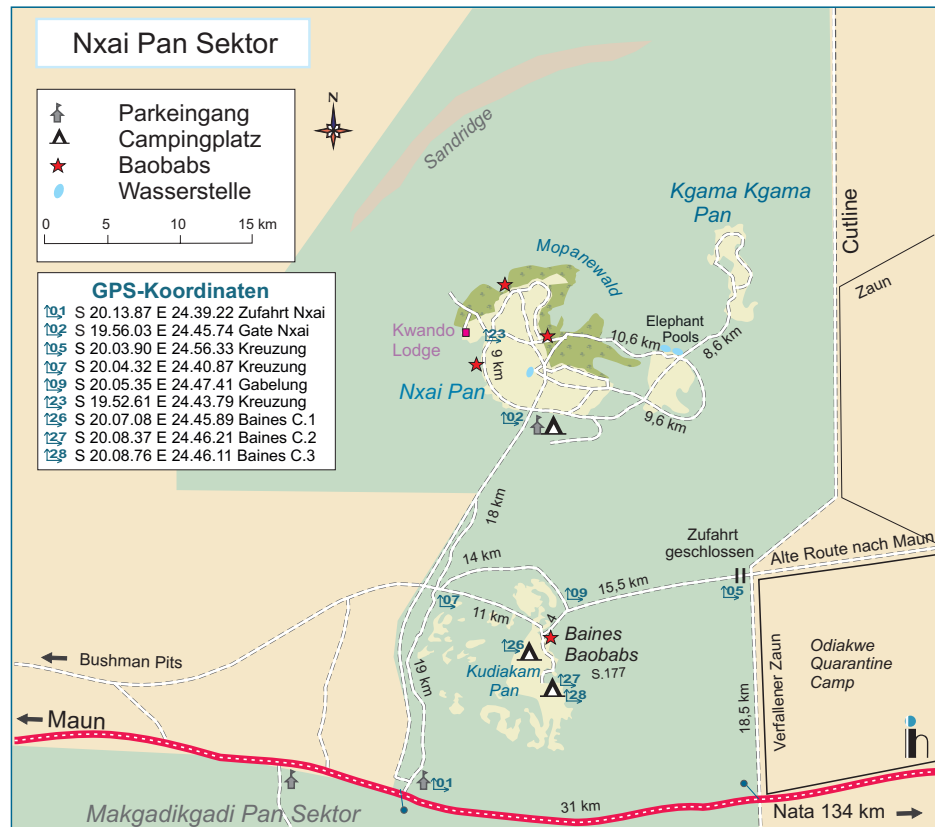 Nxai Pan Sektor
Parkeingang
Campingplatz
Baobabs
Wasserstelle
0 5 10 15 km
N
GPS-Koordinaten
01 S 20.13.87 E 24.39.22 Zufahrt Nxai
02 S 19.56.03 E 24.45.74 Gate Nxai
05 S 20.03.90 E 24.56.33 Kreuzung
07 S 20.04.32 E 24.40.87 Kreuzung
09 S 20.05.35 E 24.47.41 Gabelung
23 S 19.52.61 E 24.43.79 Kreuzung
26 S 20.07.08 E 24.45.89 Baines C.1
27 S 20.08.37 E 24.46.21 Baines C.2
28 S 20.08.76 E 24.46.11 Baines C.3
Sandridge
Kgama Kgama
Pan
Cutline
Zaun
Mopanewald
Kwando
Lodge
23
9 km
10,6 km
Elephant
Pools
8,6 km
Nxai Pan
02
9,6 km
18 km
Zufahrt
geschlossen
Alte Route nach Maun
14 km
15,5 km
05
07
09
11 km
4
26
Baines
Baobabs
S.177
Kudiakam
Pan
27
28
19 km
Bushman Pits
Maun
18,5 km
Verfallener Zaun
Odiakwe
Quarantine
Camp
in
01
31 km
Makgadikgadi Pan Sektor
Nata 134 km